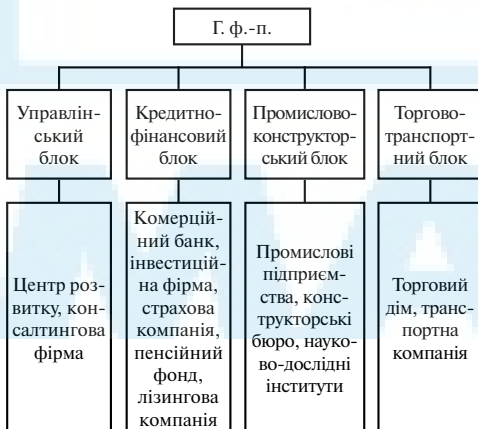 Г. ф.-п.
Управлін-
ський
блок
Кредитно-
фінансовий
блок
Промислово-
конструктор-
ський блок
Торгово-
транспорт-
ний блок
Центр роз-
витку, кон-
салтингова
фірма
Комерцій-
ний банк,
інвестицій-
на фірма,
страхова
компанія,
пенсійний
фонд,
лізингова
компанія
Промислові
підприєм-
ства, конс-
трукторські
бюро, науко-
во-дослідні
інститути
Торговий
дім, транс-
портна
компанія